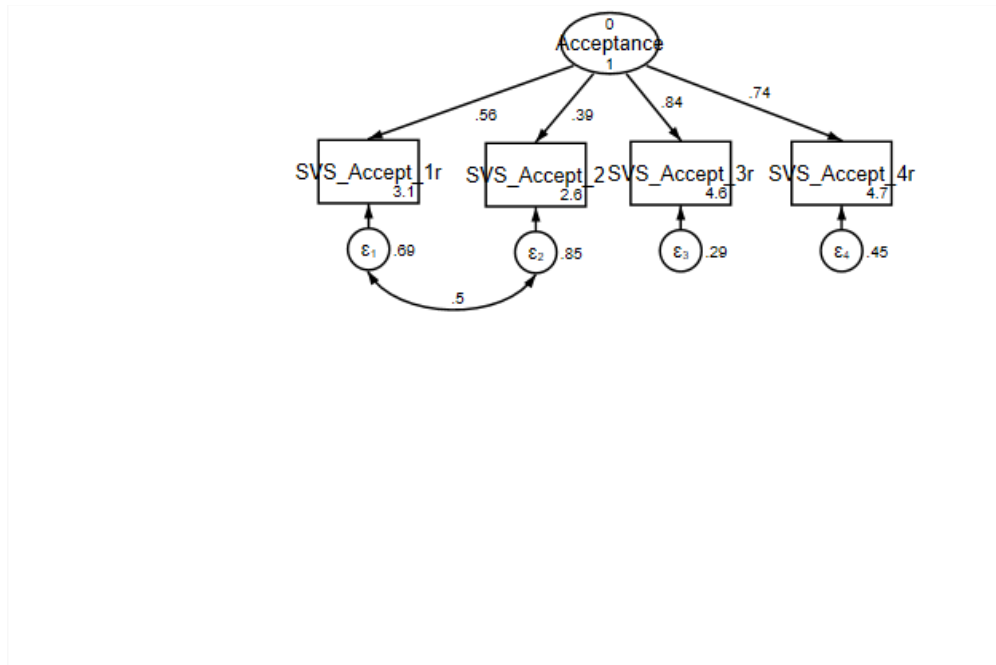 0
Acceptance
1
.56
.39
.84
.74
SVS_Accept_1r
3.1
SVS_Accept_2
2.6
SVS_Accept_3r
4.6
SVS_Accept_4r
4.7
ε₁ .69
ε₂ .85
ε₃ .29
ε₄ .45
.5